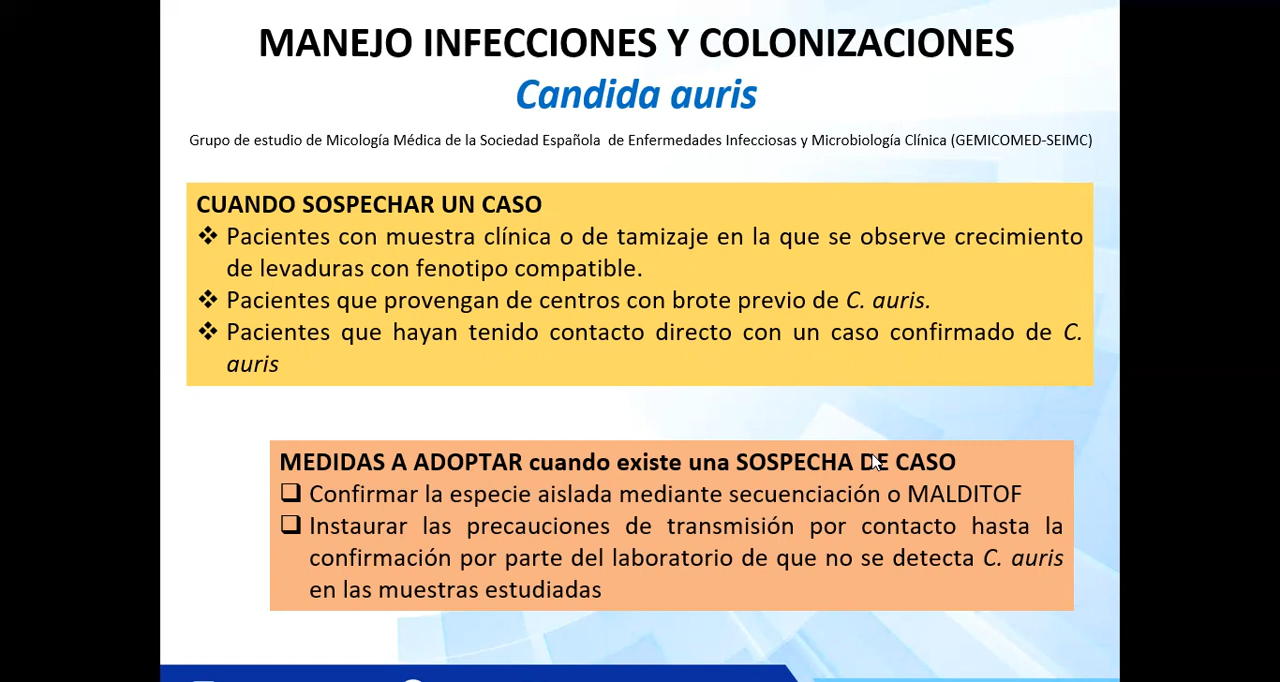 MANEJO INFECCIONES Y COLONIZACIONES
Candida auris
Grupo de estudio de Micología Médica de la Sociedad Española de Enfermedades Infecciosas y Microbiología Clínica (GEMICOMED-SEIMC)
CUANDO SOSPECHAR UN CASO
❖ Pacientes con muestra clínica o de tamizaje en la que se observe crecimiento
de levaduras con fenotipo compatible.
❖ Pacientes que provengan de centros con brote previo de C. auris.
❖ Pacientes que hayan tenido contacto directo con un caso confirmado de C.
auris
MEDIDAS A ADOPTAR cuando existe una SOSPECHA DE CASO
❑ Confirmar la especie aislada mediante secuenciación o MALDITOF
❑ Instaurar las precauciones de transmisión por contacto hasta la
confirmación por parte del laboratorio de que no se detecta C. auris
en las muestras estudiadas